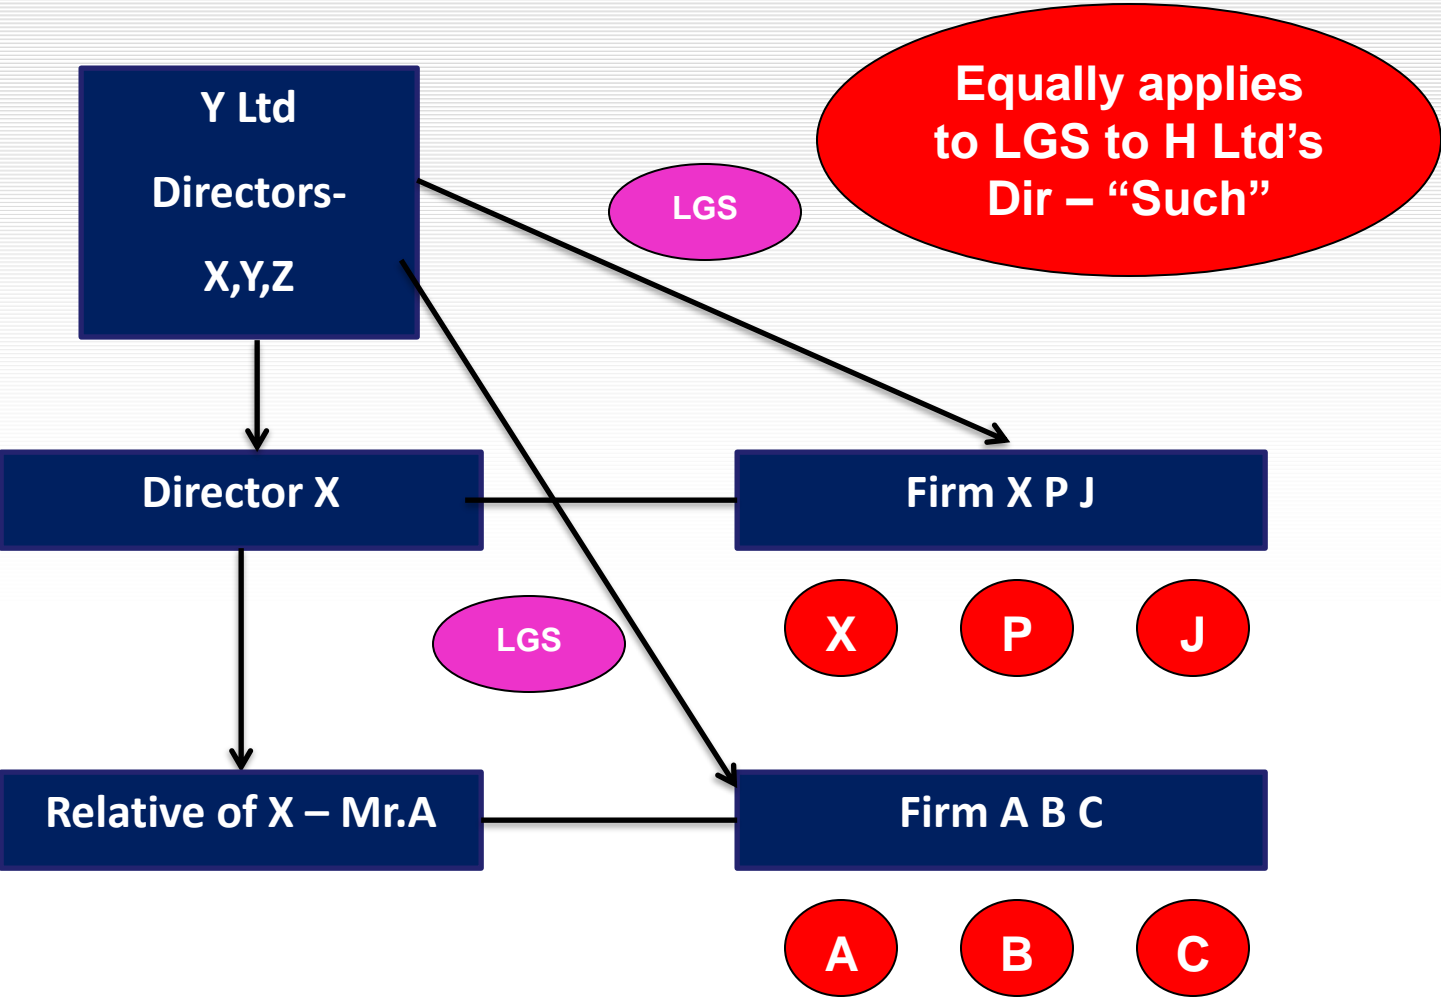 Y Ltd
Directors-
X,Y,Z
Equally applies
to LGS to H Ltd’s
Dir – “Such”
LGS
Director X
Firm X P J
X P J
LGS
Relative of X – Mr.A
Firm A B C
A B C